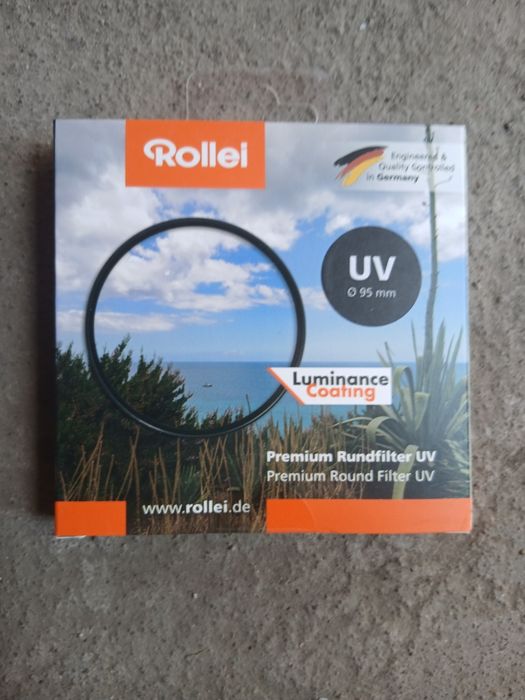 Rollei
Engineered &
Quality Controlled
in Germany
UV
Ø 95 mm
Luminance
Coating
Premium Rundfilter UV
Premium Round Filter UV
www.rollei.de